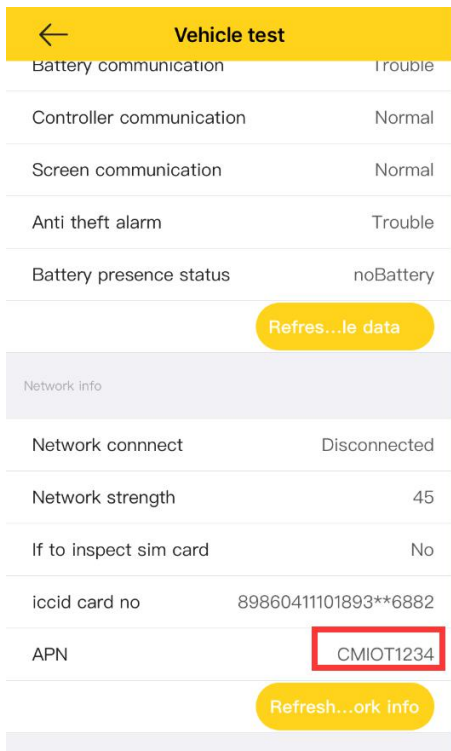 Vehicle test
Battery communication Trouble
Controller communication Normal
Screen communication Normal
Anti theft alarm Trouble
Battery presence status noBattery
Refres...le data
Network info
Network connnect Disconnected
Network strength 45
If to inspect sim card No
iccid card no 89860411101893**6882
APN CMIOT1234
Refresh...ork info